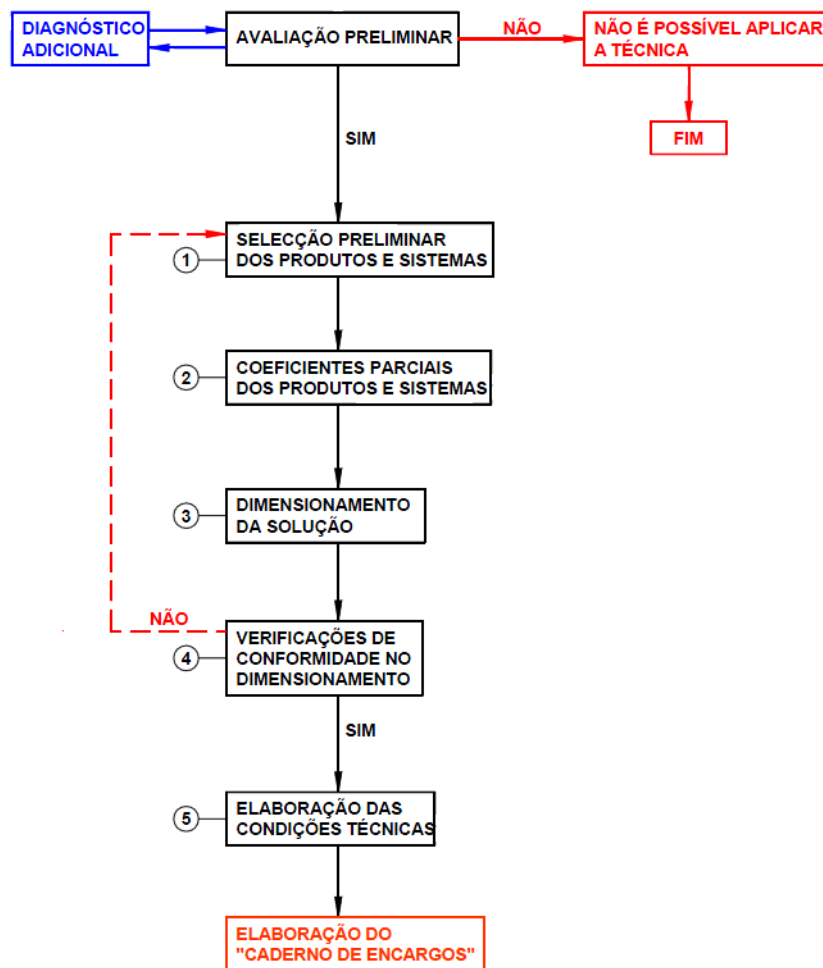 DIAGNÓSTICO
ADICIONAL
AVALIAÇÃO PRELIMINAR
NÃO
NÃO É POSSÍVEL APLICAR
A TÉCNICA
SIM
FIM
SELECÇÃO PRELIMINAR
DOS PRODUTOS E SISTEMAS
1
COEFICIENTES PARCIAIS
DOS PRODUTOS E SISTEMAS
2
DIMENSIONAMENTO
DA SOLUÇÃO
3
NÃO
VERIFICAÇÕES DE
CONFORMIDADE NO
DIMENSIONAMENTO
4
SIM
ELABORAÇÃO DAS
CONDIÇÕES TÉCNICAS
5
ELABORAÇÃO DO
"CADERNO DE ENCARGOS"